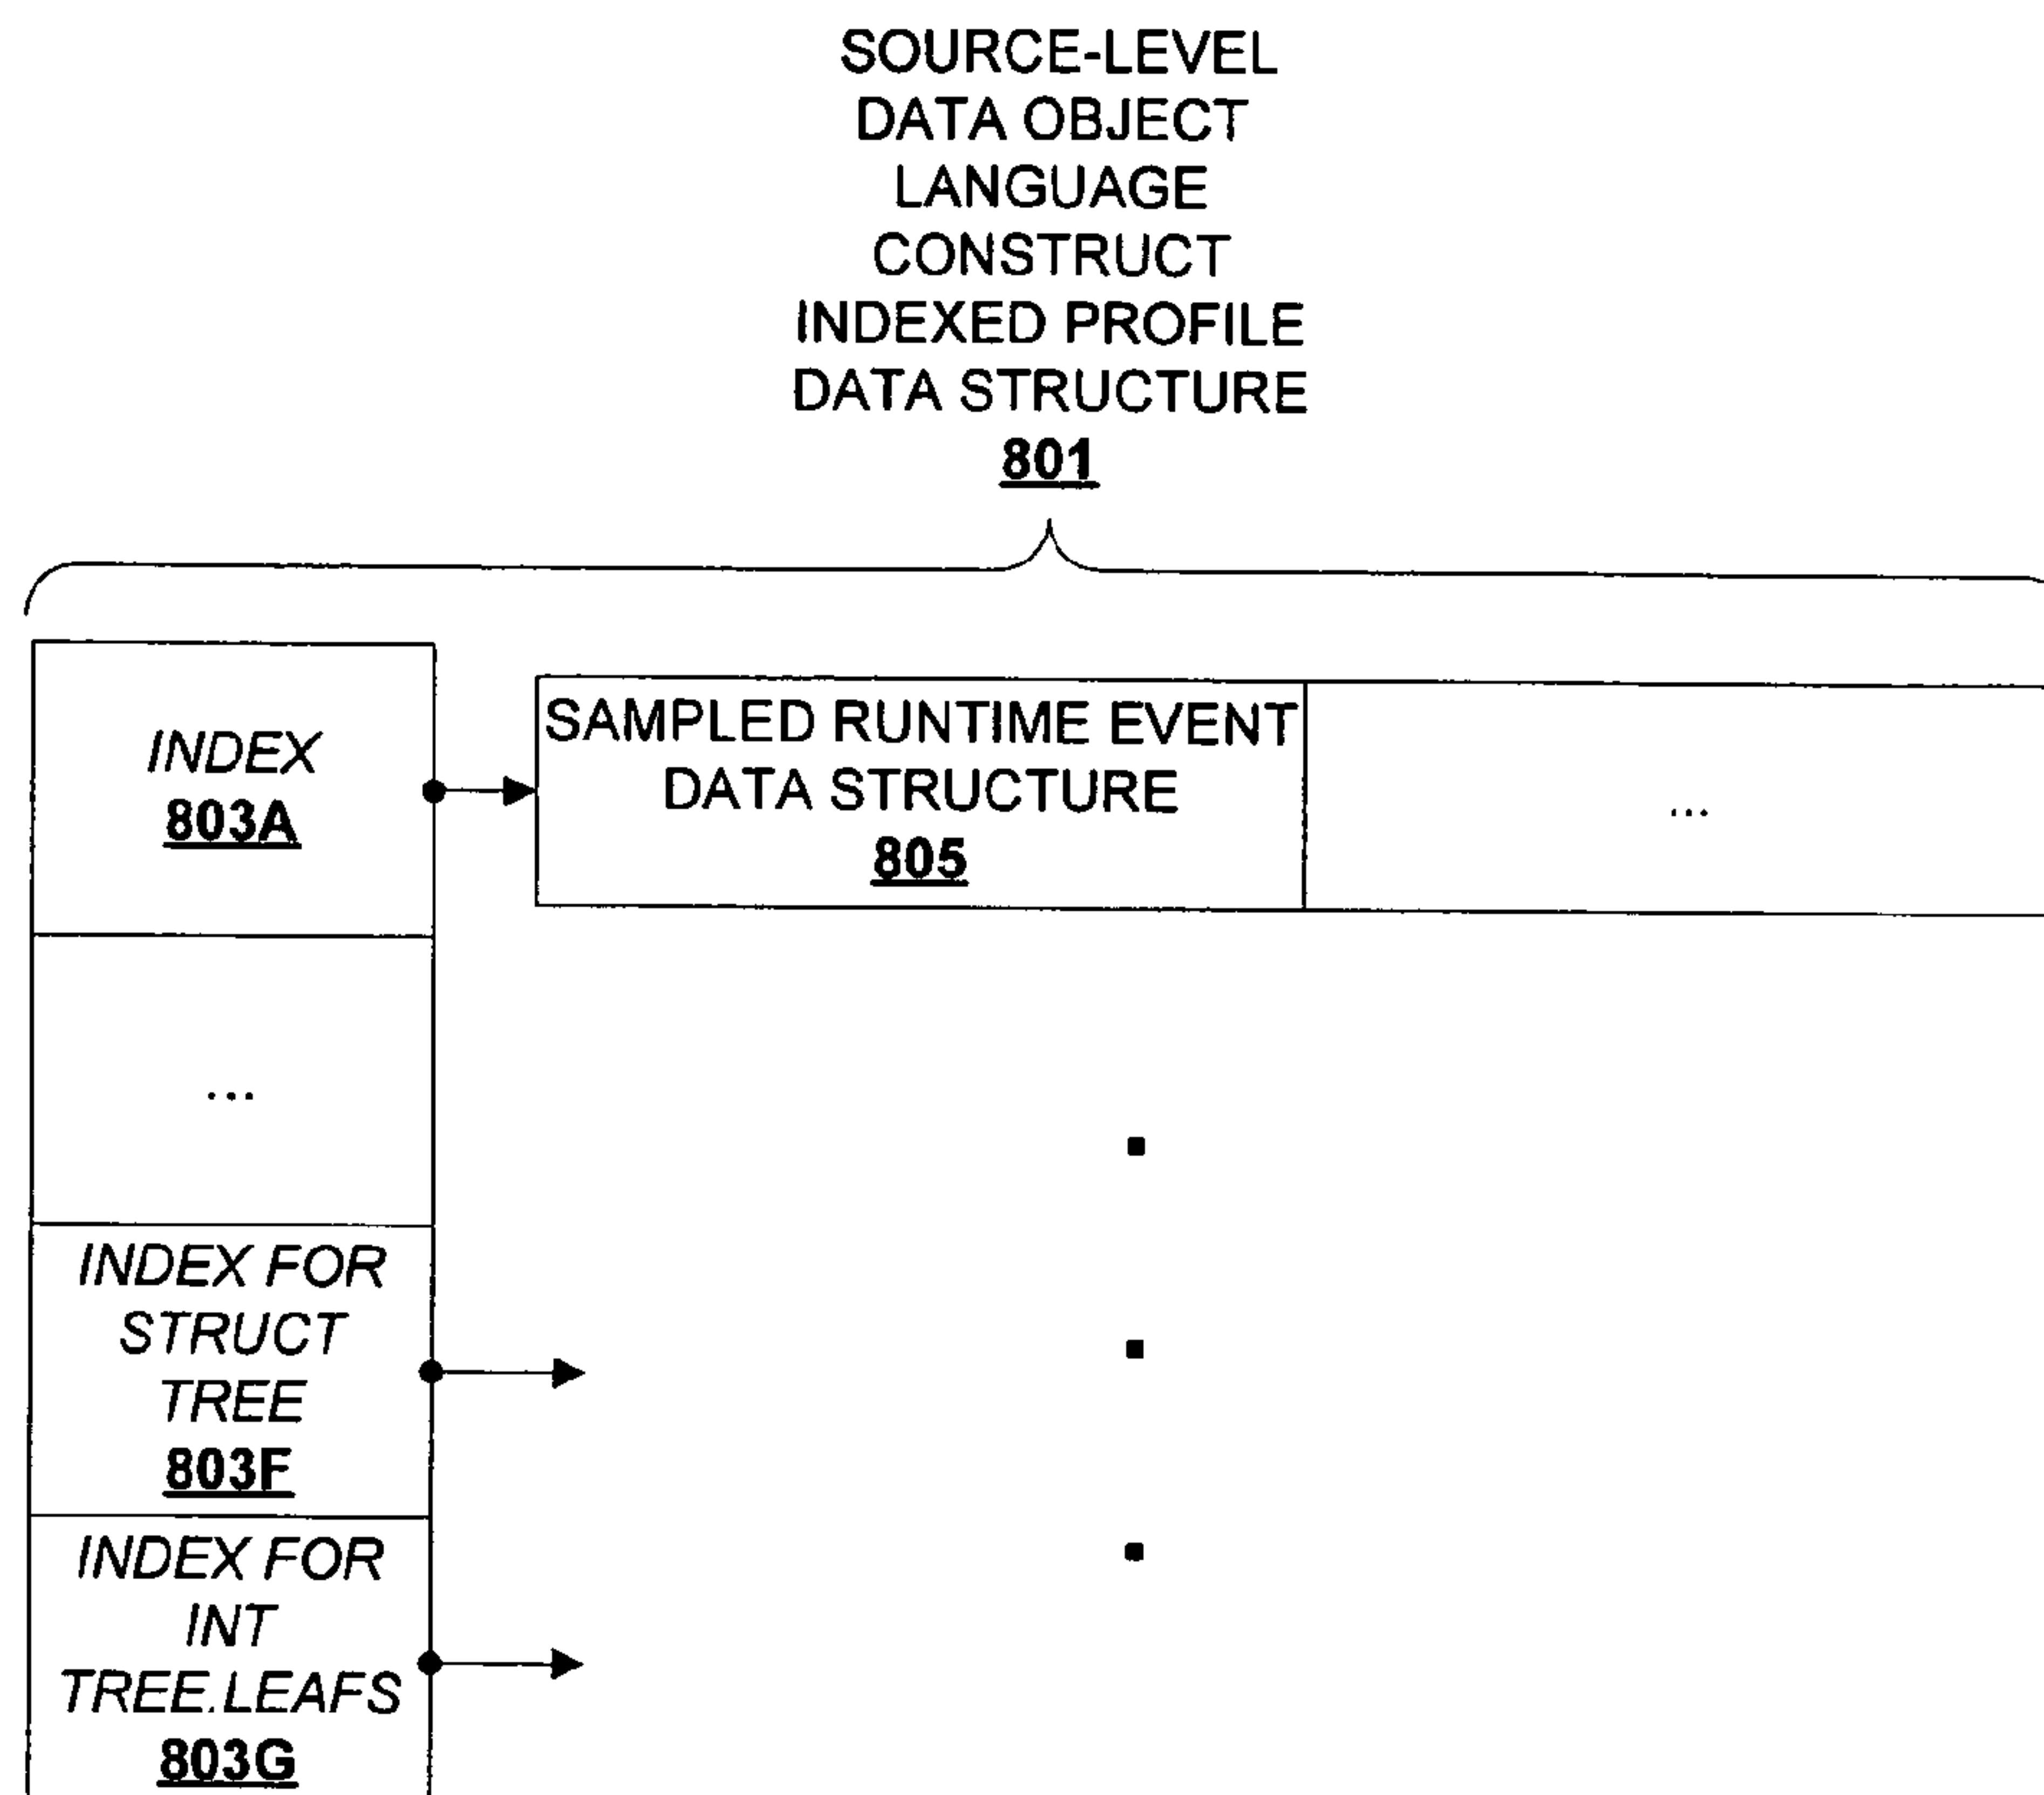 SOURCE-LEVEL
DATA OBJECT
LANGUAGE
CONSTRUCT
INDEXED PROFILE
DATA STRUCTURE
801
INDEX
803A
SAMPLED RUNTIME EVENT
DATA STRUCTURE
805
...
...
INDEX FOR
STRUCT
TREE
803F
INDEX FOR
INT
TREE.LEAFS
803G